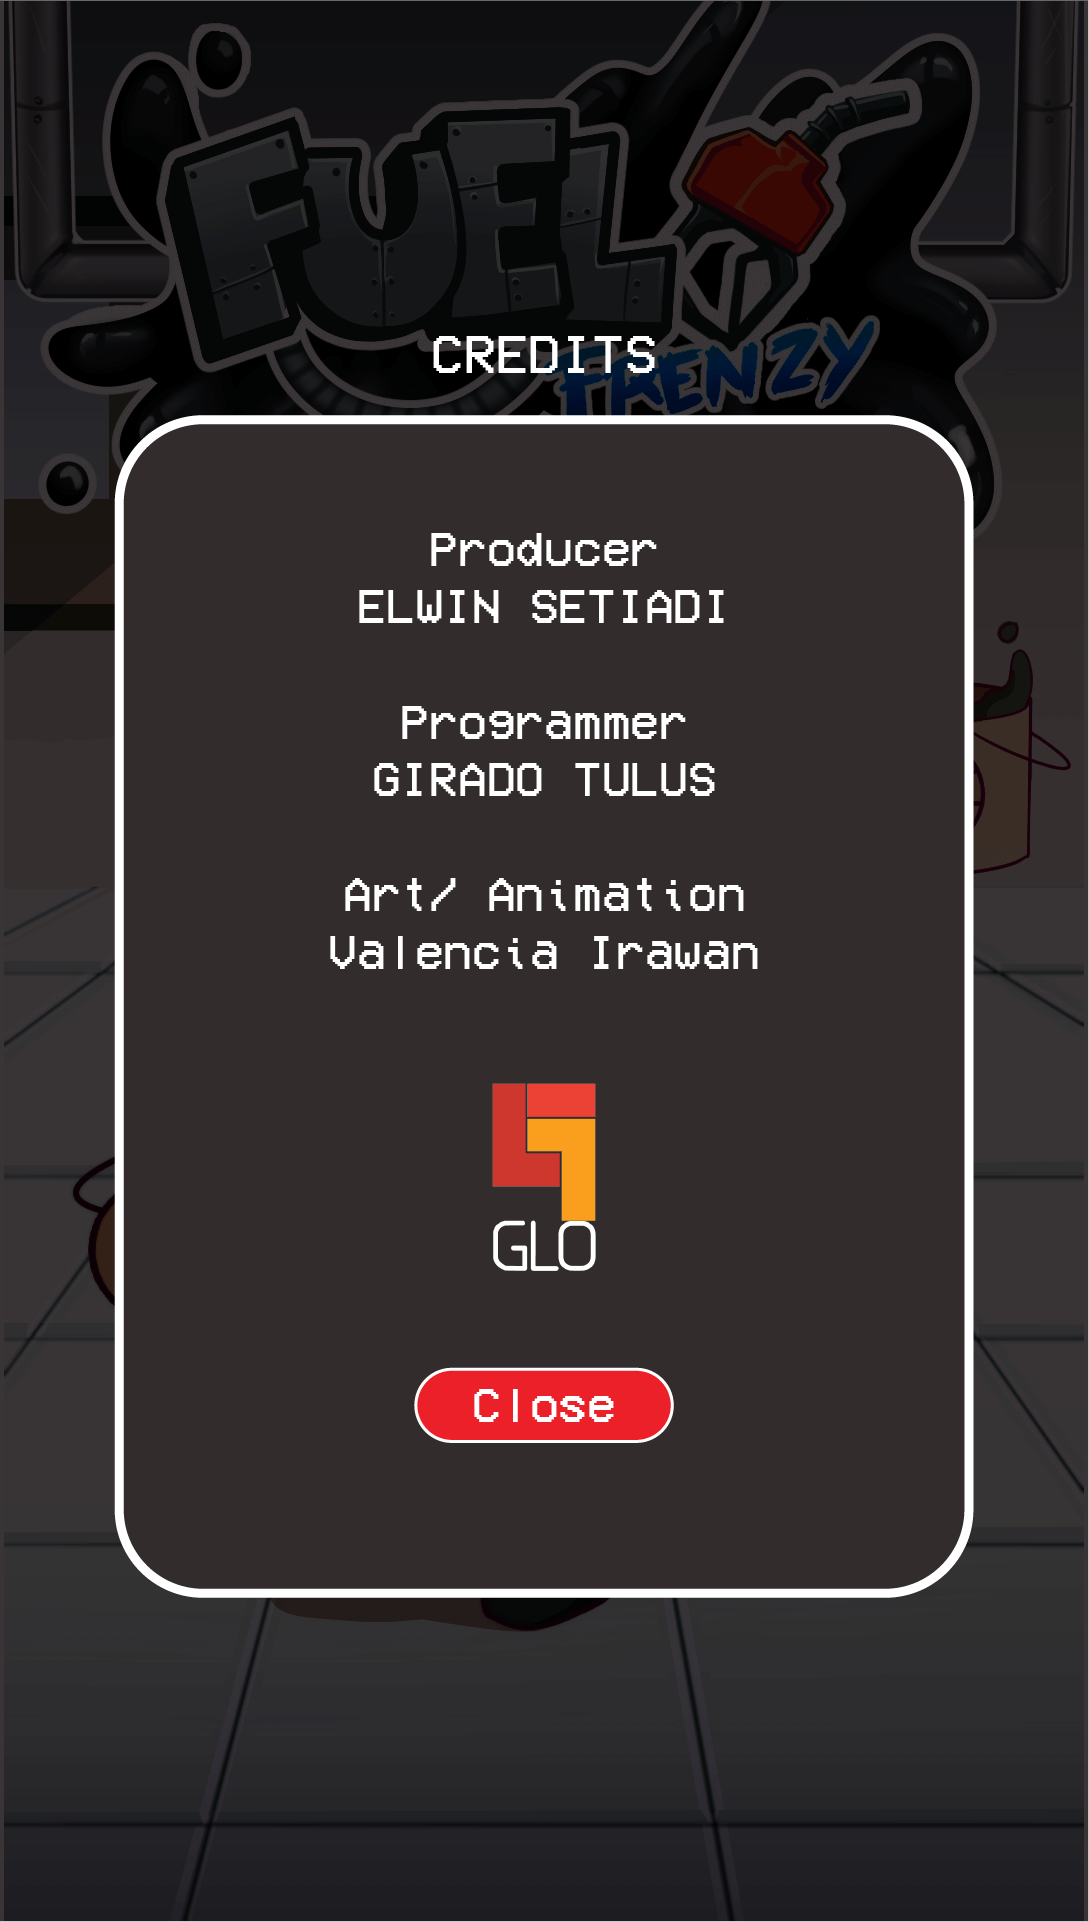 FUEL
FRENZY
CREDITS
Producer
ELWIN SETIADI
Programmer
GIRADO TULUS
Art/ Animation
Valencia Irawan
GLO
Close